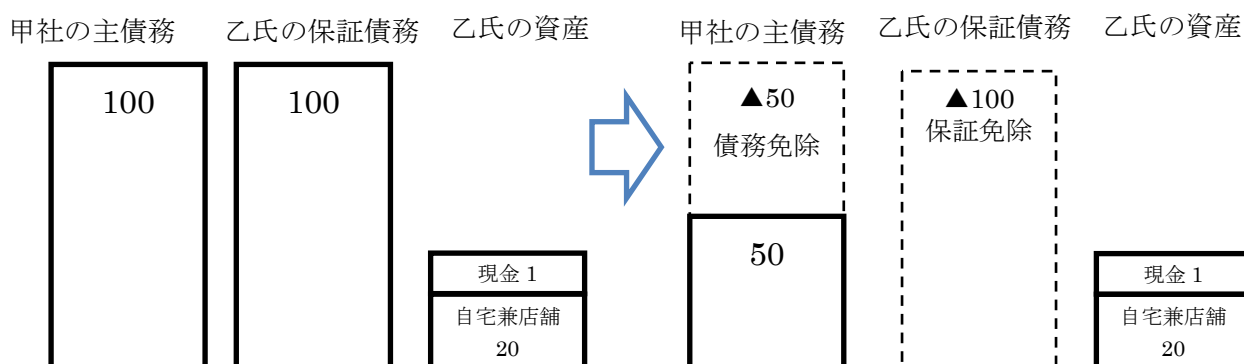 甲社の主債務 乙氏の保証債務 乙氏の資産
100 100
現金 1
自宅兼店舗
20
甲社の主債務 乙氏の保証債務 乙氏の資産
▲50
債務免除
▲100
保証免除
50
現金 1
自宅兼店舗
20